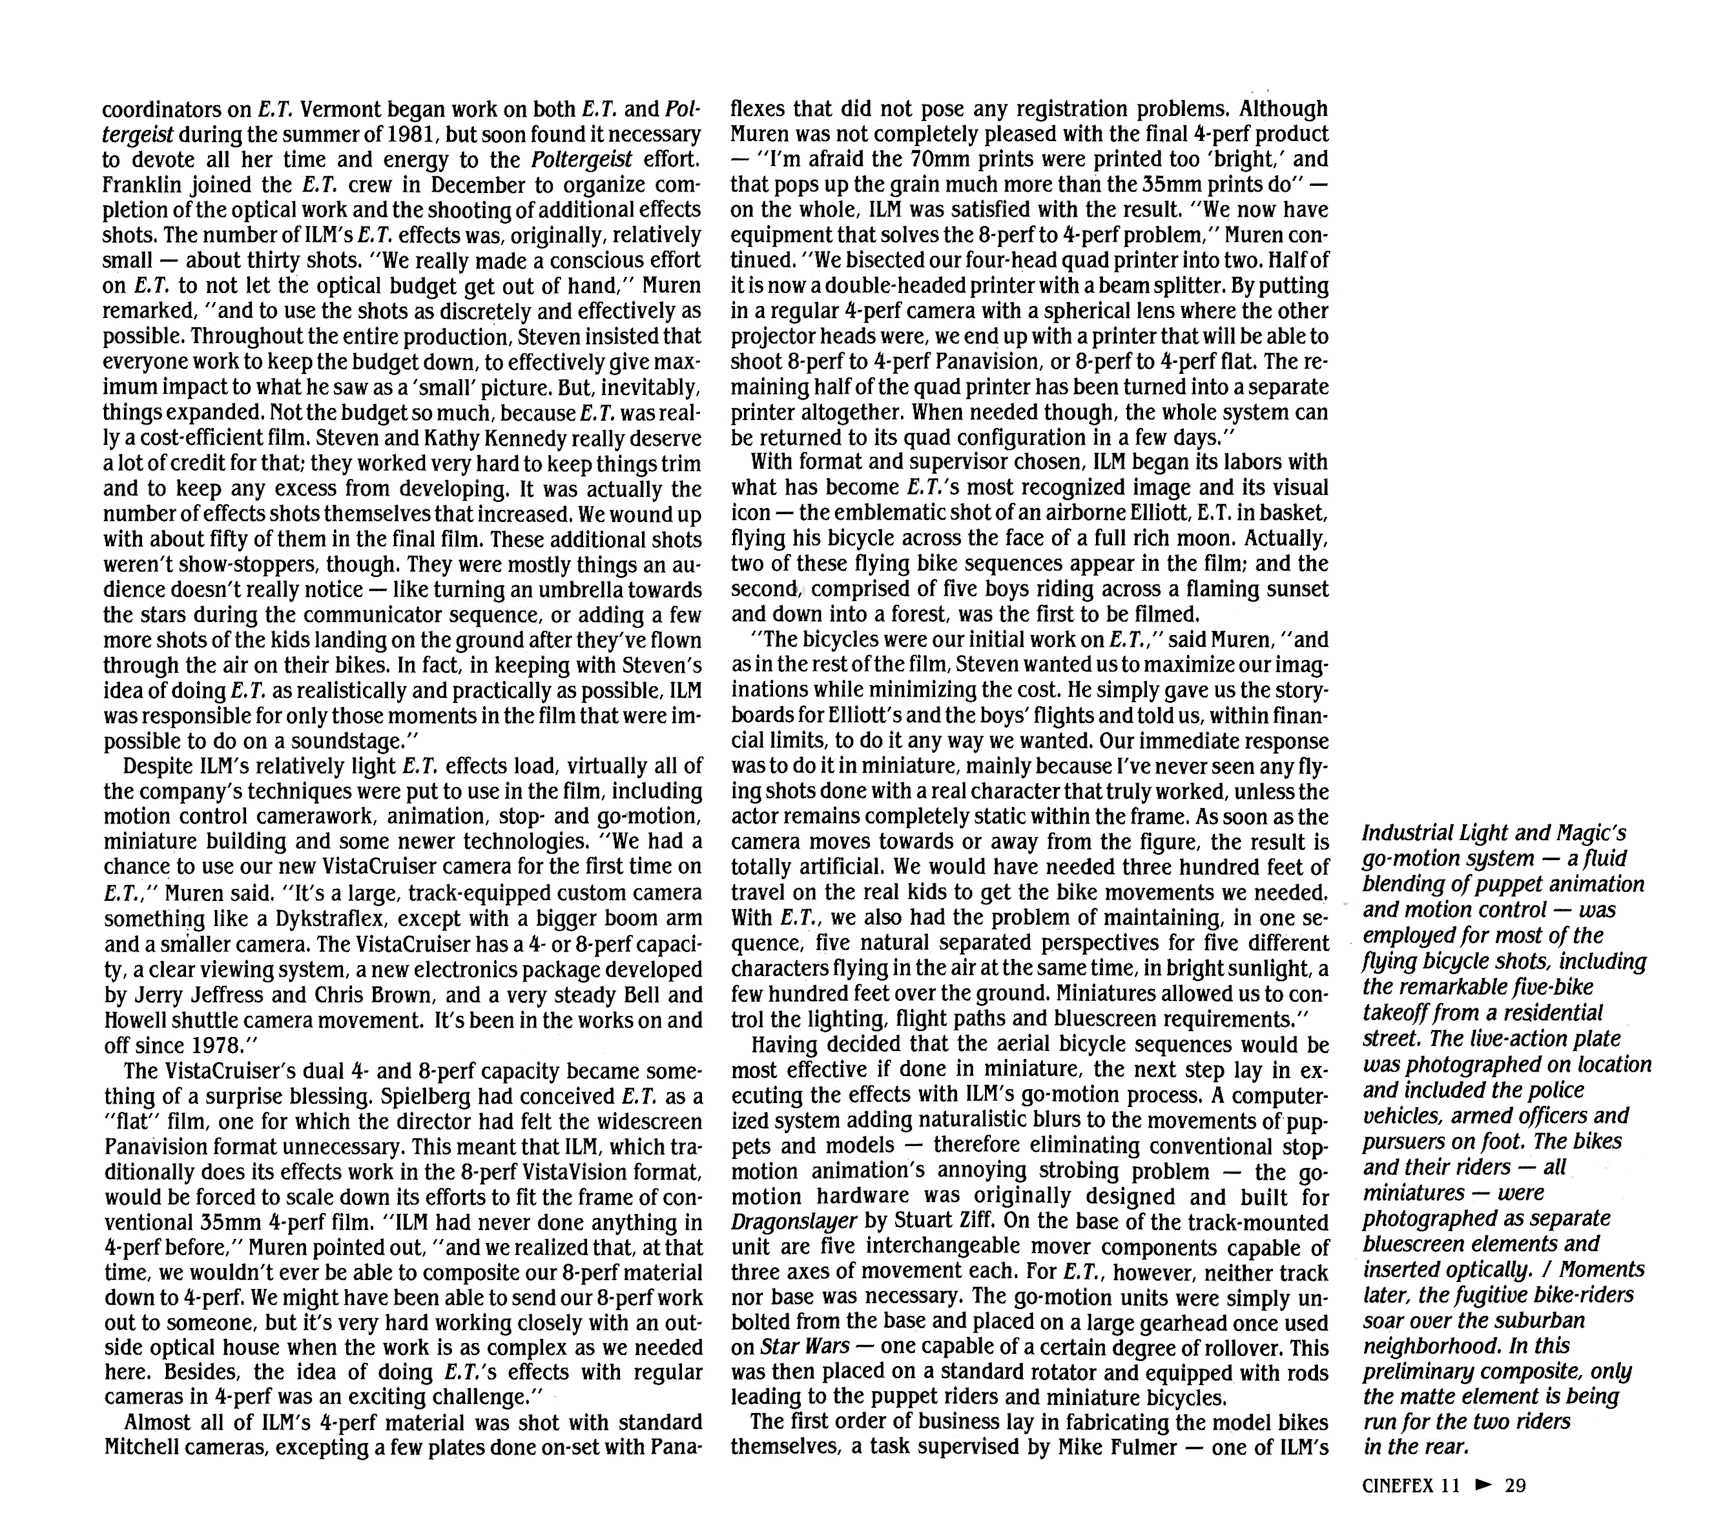 coordinators on E.T. Vermont began work on both E.T. and Pol-
tergeist during the summer of 1981, but soon found it necessary
to devote all her time and energy to the Poltergeist effort.
Franklin joined the E.T. crew in December to organize com-
pletion of the optical work and the shooting of additional effects
shots. The number of ILM's E.T. effects was, originally, relatively
small — about thirty shots. "We really made a conscious effort
on E.T. to not let the optical budget get out of hand," Muren
remarked, "and to use the shots as discretely and effectively as
possible. Throughout the entire production, Steven insisted that
everyone work to keep the budget down, to effectively give max-
imum impact to what he saw as a 'small' picture. But, inevitably,
things expanded. Not the budget so much, because E.T. was real-
ly a cost-efficient film. Steven and Kathy Kennedy really deserve
a lot of credit for that; they worked very hard to keep things trim
and to keep any excess from developing. It was actually the
number of effects shots themselves that increased. We wound up
with about fifty of them in the final film. These additional shots
weren't show-stoppers, though. They were mostly things an au-
dience doesn't really notice — like turning an umbrella towards
the stars during the communicator sequence, or adding a few
more shots of the kids landing on the ground after they've flown
through the air on their bikes. In fact, in keeping with Steven's
idea of doing E.T. as realistically and practically as possible, ILM
was responsible for only those moments in the film that were im-
possible to do on a soundstage."
Despite ILM's relatively light E.T. effects load, virtually all of
the company's techniques were put to use in the film, including
motion control camerawork, animation, stop- and go-motion,
miniature building and some newer technologies. "We had a
chance to use our new VistaCruiser camera for the first time on
E.T.," Muren said. "It's a large, track-equipped custom camera
something like a Dykstraflex, except with a bigger boom arm
and a smaller camera. The VistaCruiser has a 4- or 8-perf capaci-
ty, a clear viewing system, a new electronics package developed
by Jerry Jeffress and Chris Brown, and a very steady Bell and
Howell shuttle camera movement. It's been in the works on and
off since 1978."
The VistaCruiser's dual 4- and 8-perf capacity became some-
thing of a surprise blessing. Spielberg had conceived E.T. as a
"flat" film, one for which the director had felt the widescreen
Panavision format unnecessary. This meant that ILM, which tra-
ditionally does its effects work in the 8-perf VistaVision format,
would be forced to scale down its efforts to fit the frame of con-
ventional 35mm 4-perf film. "ILM had never done anything in
4-perf before," Muren pointed out, "and we realized that, at that
time, we wouldn't ever be able to composite our 8-perf material
down to 4-perf. We might have been able to send our 8-perf work
out to someone, but it's very hard working closely with an out-
side optical house when the work is as complex as we needed
here. Besides, the idea of doing E.T.'s effects with regular
cameras in 4-perf was an exciting challenge."
Almost all of ILM's 4-perf material was shot with standard
Mitchell cameras, excepting a few plates done on-set with Pana-
flexes that did not pose any registration problems. Although
Muren was not completely pleased with the final 4-perf product
— "I'm afraid the 70mm prints were printed too 'bright,' and
that pops up the grain much more than the 35mm prints do" —
on the whole, ILM was satisfied with the result. "We now have
equipment that solves the 8-perf to 4-perf problem," Muren con-
tinued. "We bisected our four-head quad printer into two. Half of
it is now a double-headed printer with a beam splitter. By putting
in a regular 4-perf camera with a spherical lens where the other
projector heads were, we end up with a printer that will be able to
shoot 8-perf to 4-perf Panavision, or 8-perf to 4-perf flat. The re-
maining half of the quad printer has been turned into a separate
printer altogether. When needed though, the whole system can
be returned to its quad configuration in a few days."
With format and supervisor chosen, ILM began its labors with
what has become E.T.'s most recognized image and its visual
icon — the emblematic shot of an airborne Elliott, E.T. in basket,
flying his bicycle across the face of a full rich moon. Actually,
two of these flying bike sequences appear in the film; and the
second, comprised of five boys riding across a flaming sunset
and down into a forest, was the first to be filmed.
"The bicycles were our initial work on E.T.," said Muren, "and
as in the rest of the film, Steven wanted us to maximize our imag-
inations while minimizing the cost. He simply gave us the story-
boards for Elliott's and the boys' flights and told us, within finan-
cial limits, to do it any way we wanted. Our immediate response
was to do it in miniature, mainly because I've never seen any fly-
ing shots done with a real character that truly worked, unless the
actor remains completely static within the frame. As soon as the
camera moves towards or away from the figure, the result is
totally artificial. We would have needed three hundred feet of
travel on the real kids to get the bike movements we needed.
With E.T., we also had the problem of maintaining, in one se-
quence, five natural separated perspectives for five different
characters flying in the air at the same time, in bright sunlight, a
few hundred feet over the ground. Miniatures allowed us to con-
trol the lighting, flight paths and bluescreen requirements."
Having decided that the aerial bicycle sequences would be
most effective if done in miniature, the next step lay in ex-
ecuting the effects with ILM's go-motion process. A computer-
ized system adding naturalistic blurs to the movements of pup-
pets and models — therefore eliminating conventional stop-
motion animation's annoying strobing problem — the go-
motion hardware was originally designed and built for
Dragonslayer by Stuart Ziff. On the base of the track-mounted
unit are five interchangeable mover components capable of
three axes of movement each. For E.T., however, neither track
nor base was necessary. The go-motion units were simply un-
bolted from the base and placed on a large gearhead once used
on Star Wars — one capable of a certain degree of rollover. This
was then placed on a standard rotator and equipped with rods
leading to the puppet riders and miniature bicycles.
The first order of business lay in fabricating the model bikes
themselves, a task supervised by Mike Fulmer — one of ILM's
Industrial Light and Magic's
go-motion system — a fluid
blending of puppet animation
and motion control — was
employed for most of the
flying bicycle shots, including
the remarkable five-bike
takeoff from a residential
street. The live-action plate
was photographed on location
and included the police
vehicles, armed officers and
pursuers on foot. The bikes
and their riders — all
miniatures — were
photographed as separate
bluescreen elements and
inserted optically. / Moments
later, the fugitive bike-riders
soar over the suburban
neighborhood. In this
preliminary composite, only
the matte element is being
run for the two riders
in the rear.
CINEFEX 11 ► 29